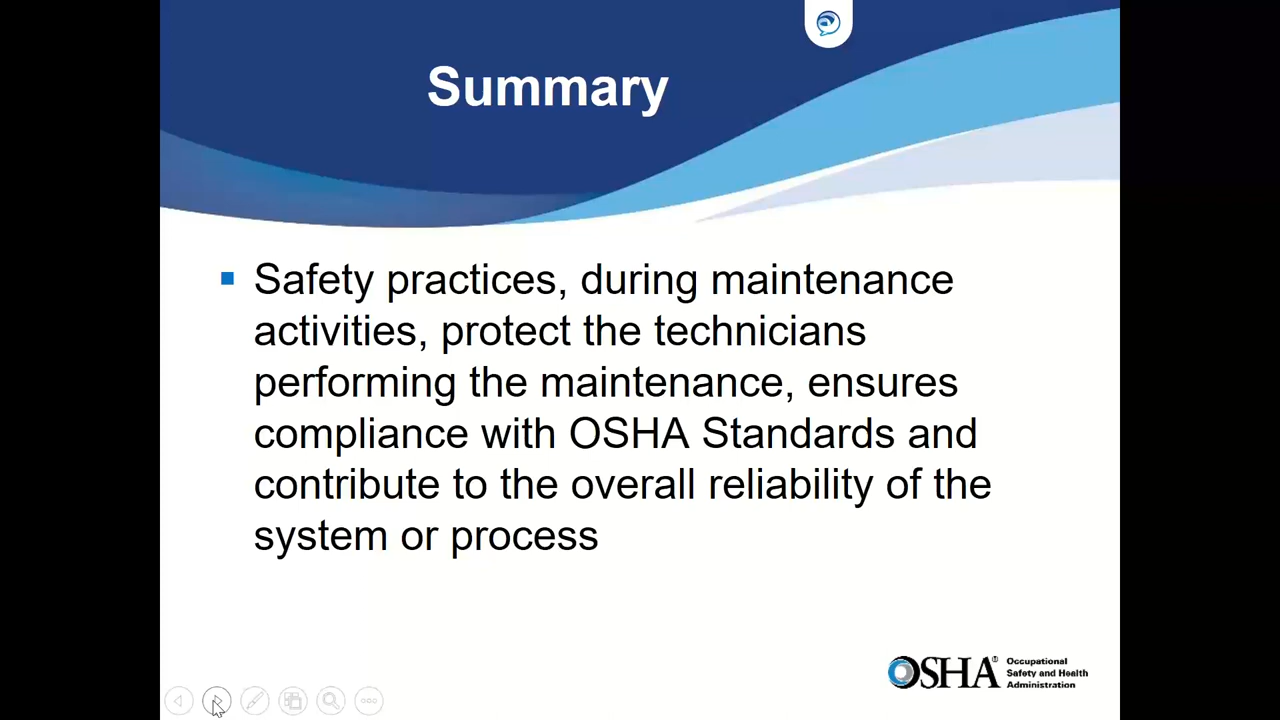 Summary
Safety practices, during maintenance
activities, protect the technicians
performing the maintenance, ensures
compliance with OSHA Standards and
contribute to the overall reliability of the
system or process
OSHA®
Occupational
Safety and Health
Administration